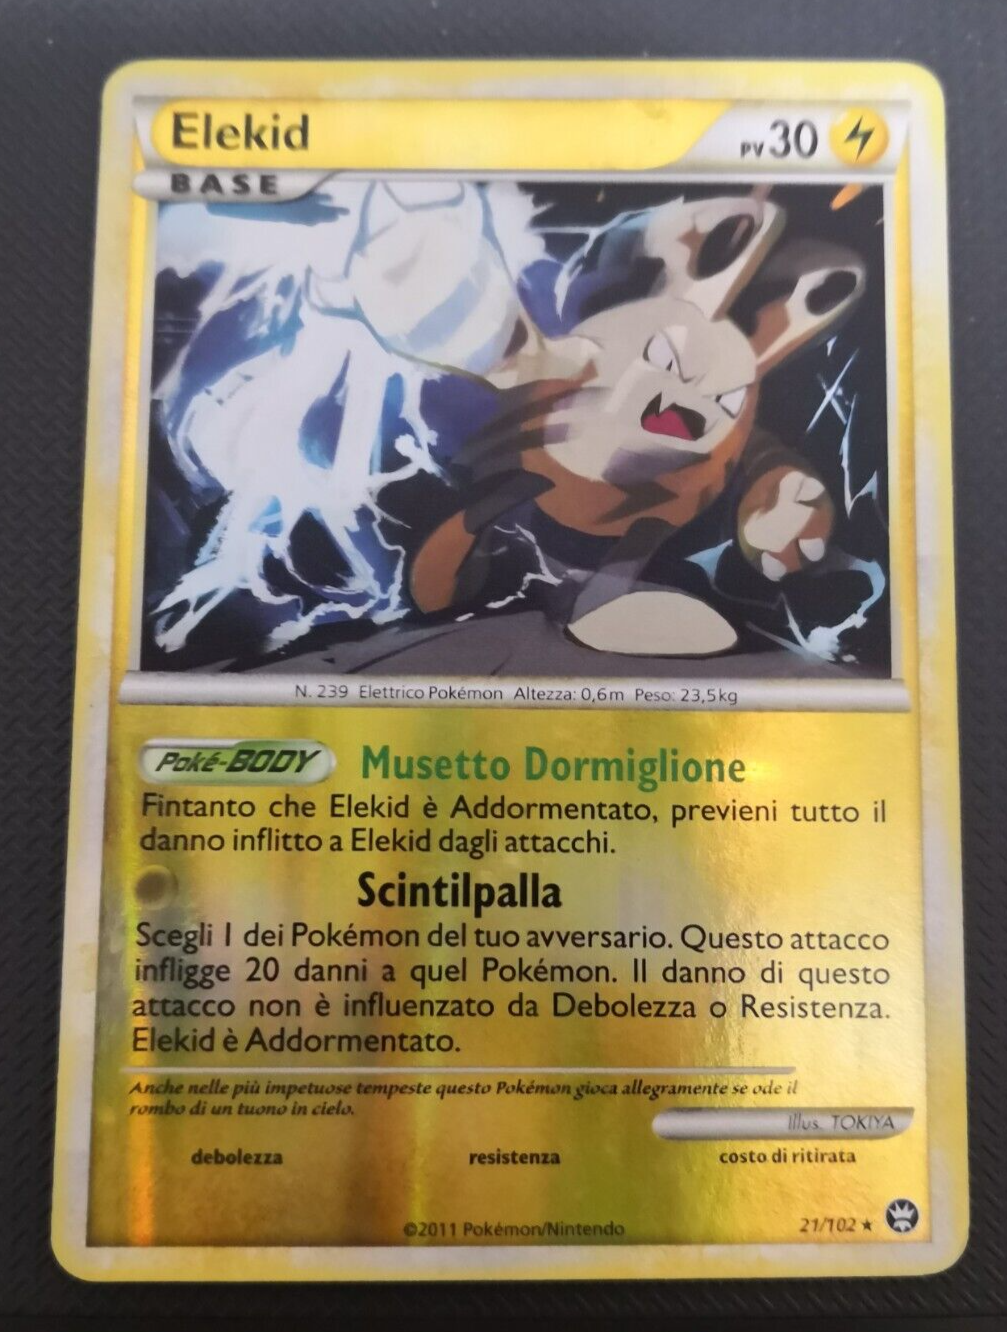 Elekid
PV 30
BASE
N. 239 Elettrico Pokémon Altezza: 0,6m Peso: 23,5kg
Poké-BODY Musetto Dormiglione
Fintanto che Elekid è Addormentato, previeni tutto il
danno inflitto a Elekid dagli attacchi.
Scintilpalla
Scegli 1 dei Pokémon del tuo avversario. Questo attacco
infligge 20 danni a quel Pokémon. Il danno di questo
attacco non è influenzato da Debolezza o Resistenza.
Elekid è Addormentato.
Anche nelle più impetuose tempeste questo Pokémon gioca allegramente se ode il
rombo di un tuono in cielo.
Illus. TOKIYA
debolezza resistenza costo di ritirata
©2011 Pokémon/Nintendo 21/102 ★